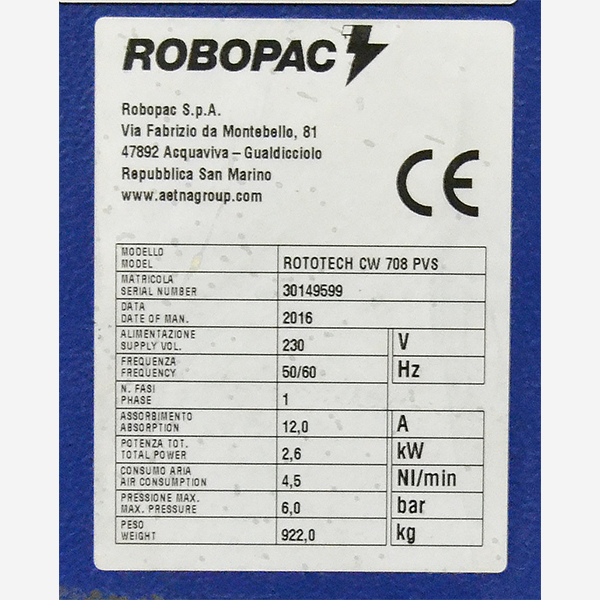 ROBOPAC
Robopac S.p.A.
Via Fabrizio da Montebello, 81
47892 Acquaviva – Gualdicciolo
Repubblica San Marino
www.aetnagroup.com
CE
MODELLO
MODEL
ROTOTECH CW 708 PVS
MATRICOLA
SERIAL NUMBER
30149599
DATA
DATE OF MAN.
2016
ALIMENTAZIONE
SUPPLY VOL.
230 V
FREQUENZA
FREQUENCY
50/60 Hz
N. FASI
PHASE
1
ASSORBIMENTO
ABSORPTION
12,0 A
POTENZA TOT.
TOTAL POWER
2,6 kW
CONSUMO ARIA
AIR CONSUMPTION
4,5 Nl/min
PRESSIONE MAX.
MAX. PRESSURE
6,0 bar
PESO
WEIGHT
922,0 kg